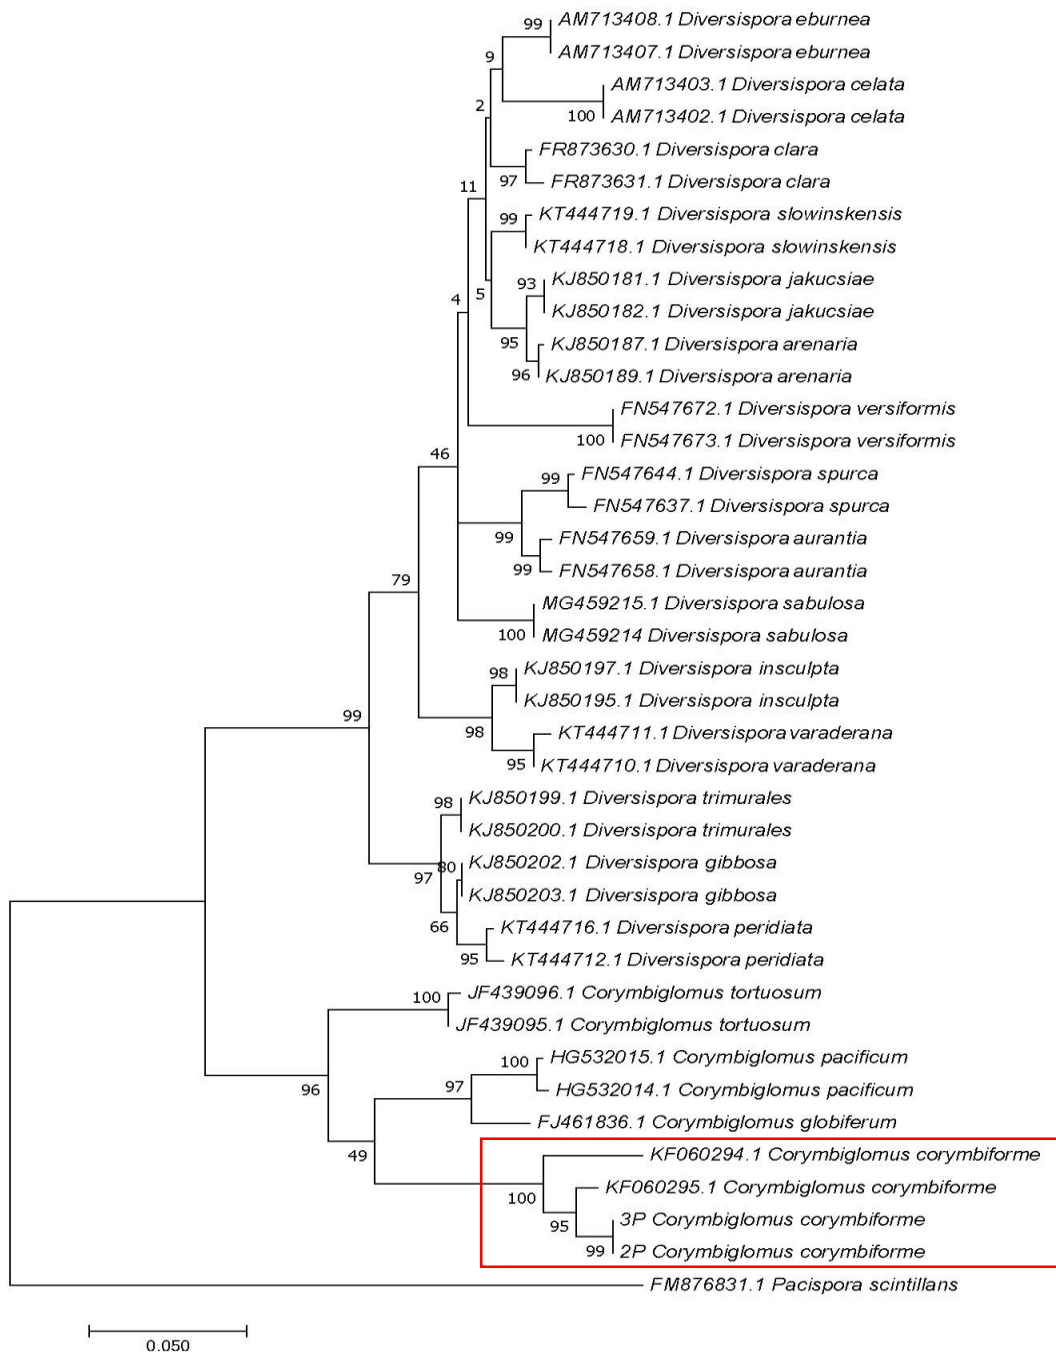 99
AM713408.1 Diversispora eburnea
AM713407.1 Diversispora eburnea
9
AM713403.1 Diversispora celata
100
AM713402.1 Diversispora celata
2
FR873630.1 Diversispora clara
97
FR873631.1 Diversispora clara
11
99
KT444719.1 Diversispora slowinskensis
KT444718.1 Diversispora slowinskensis
5
93
KJ850181.1 Diversispora jakucsiae
KJ850182.1 Diversispora jakucsiae
4
95
KJ850187.1 Diversispora arenaria
96
KJ850189.1 Diversispora arenaria
FN547672.1 Diversispora versiformis
100
FN547673.1 Diversispora versiformis
46
99
FN547644.1 Diversispora spurca
FN547637.1 Diversispora spurca
99
FN547659.1 Diversispora aurantia
99
FN547658.1 Diversispora aurantia
79
MG459215.1 Diversispora sabulosa
100
MG459214 Diversispora sabulosa
98
KJ850197.1 Diversispora insculpta
KJ850195.1 Diversispora insculpta
99
98
KT444711.1 Diversispora varaderana
95
KT444710.1 Diversispora varaderana
98
KJ850199.1 Diversispora trimurales
KJ850200.1 Diversispora trimurales
97
80
KJ850202.1 Diversispora gibbosa
KJ850203.1 Diversispora gibbosa
66
KT444716.1 Diversispora peridiata
95
KT444712.1 Diversispora peridiata
100
JF439096.1 Corymbiglomus tortuosum
JF439095.1 Corymbiglomus tortuosum
96
100
HG532015.1 Corymbiglomus pacificum
97
HG532014.1 Corymbiglomus pacificum
FJ461836.1 Corymbiglomus globiferum
49
KF060294.1 Corymbiglomus corymbiforme
100
KF060295.1 Corymbiglomus corymbiforme
95
3P Corymbiglomus corymbiforme
99
2P Corymbiglomus corymbiforme
FM876831.1 Pacispora scintillans
0.050